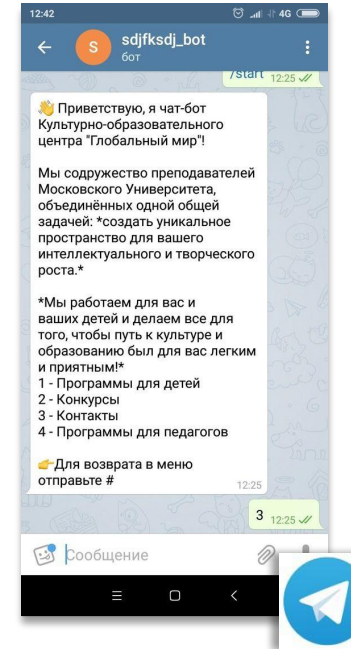 12:42
4G
S
sdjfksdj_bot
бот
/start 12:25
👋 Приветствую, я чат-бот
Культурно-образовательного
центра "Глобальный мир"!
Мы содружество преподавателей
Московского Университета,
объединённых одной общей
задачей: *создать уникальное
пространство для вашего
интеллектуального и творческого
роста.*
*Мы работаем для вас и
ваших детей и делаем все для
того, чтобы путь к культуре и
образованию был для вас легким
и приятным!*
1 - Программы для детей
2 - Конкурсы
3 - Контакты
4 - Программы для педагогов
👉Для возврата в меню
отправьте #
12:25
3 12:25
Сообщение